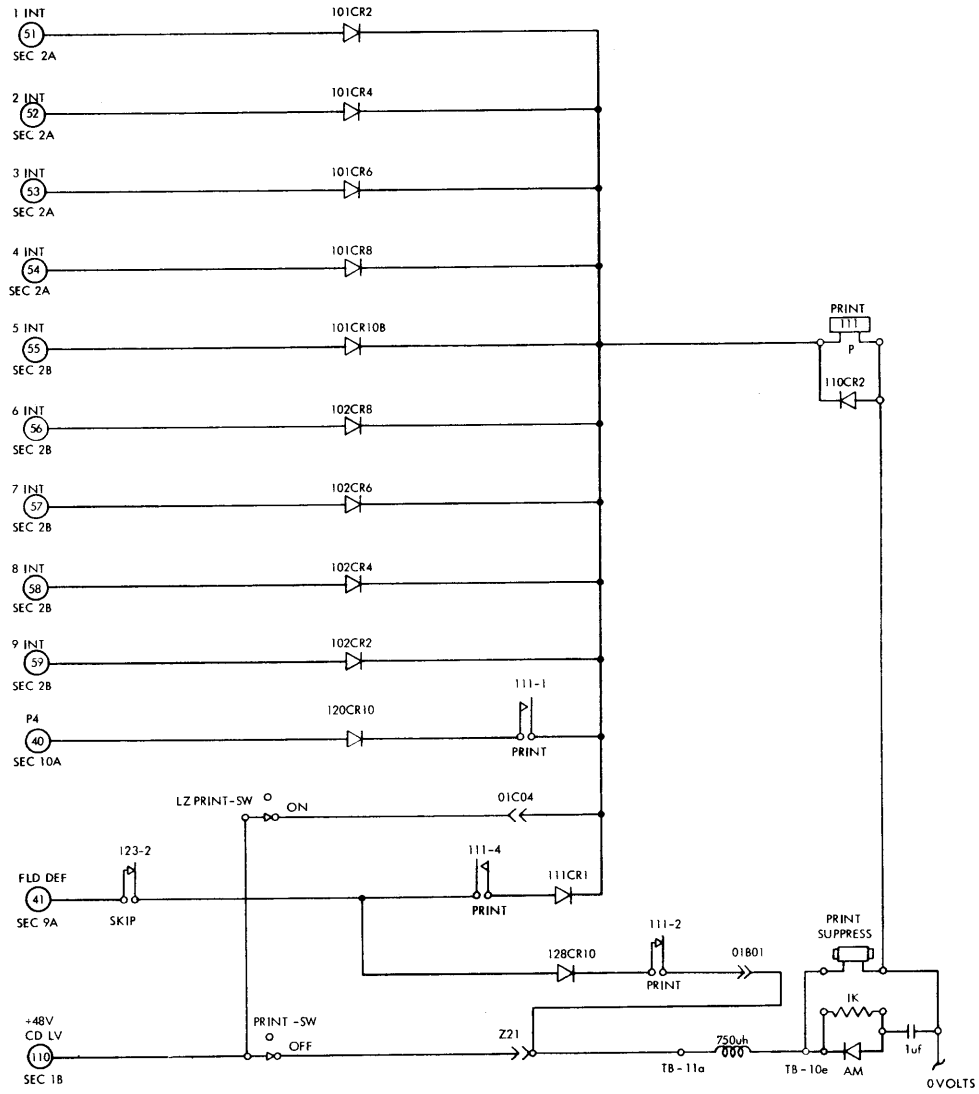 1 INT
101CR2
51
SEC 2A
2 INT
101CR4
52
SEC 2A
3 INT
101CR6
53
SEC 2A
4 INT
101CR8
54
SEC 2A
5 INT
101CR10B
55
SEC 2B
PRINT
111
P
110CR2
6 INT
102CR8
56
SEC 2B
7 INT
102CR6
57
SEC 2B
8 INT
102CR4
58
SEC 2B
9 INT
102CR2
59
SEC 2B
111-1
P4
120CR10
40
PRINT
SEC 10A
LZ PRINT-SW
ON
01C04
123-2
111-4
111CR1
FLD DEF
41
SEC 9A
SKIP
PRINT
111-2
PRINT
SUPPRESS
128CR10
01B01
PRINT
+48V
CD LV
PRINT -SW
OFF
Z21
1K
110
750uh
1uf
SEC 1B
TB-11a
TB-10e
AM
0 VOLTS